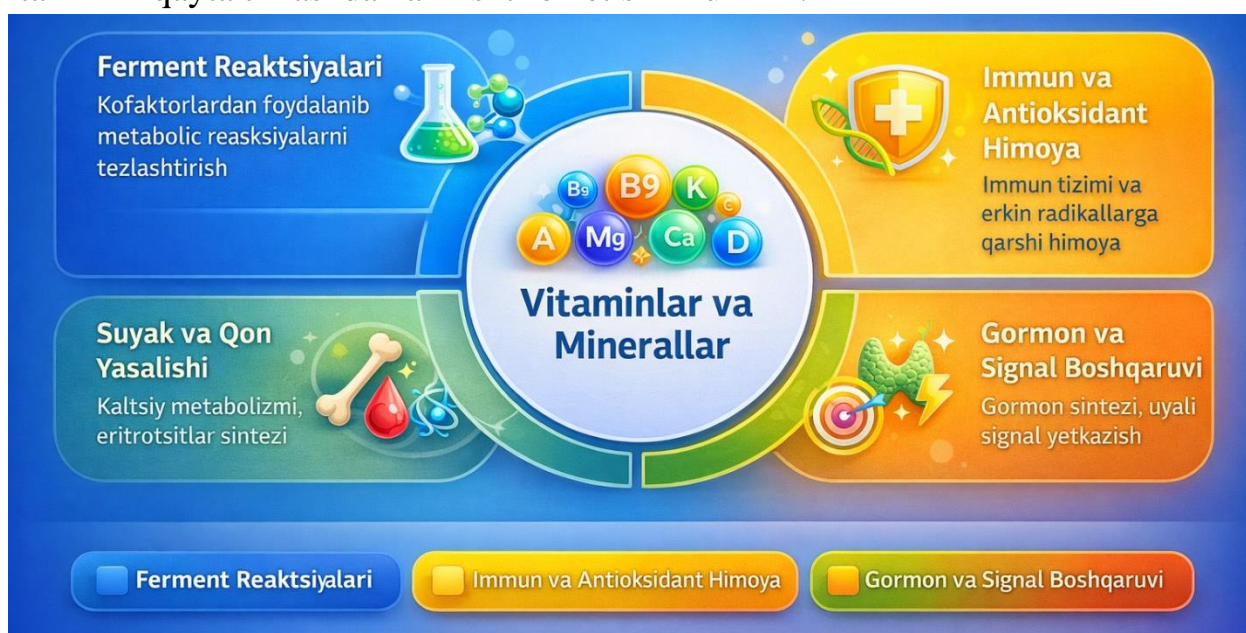 Ferment Reaktsiyalari
Kofaktorlardan foydalanib
metabolic reasksiyalarni
tezlashtirish
Immun va
Antioksidant
Himoya
Immun tizimi va
erkin radikallarga
qarshi himoya
B9 B9 K C
A Mg Ca D
Vitaminlar va
Minerallar
Suyak va Qon
Yasalishi
Kaltsiy metabolizmi,
eritrotsitlar sintezi
Gormon va
Signal Boshqaruvi
Gormon sintezi, uyali
signal yetkazish
Ferment Reaktsiyalari
Immun va Antioksidant Himoya
Gormon va Signal Boshqaruvi